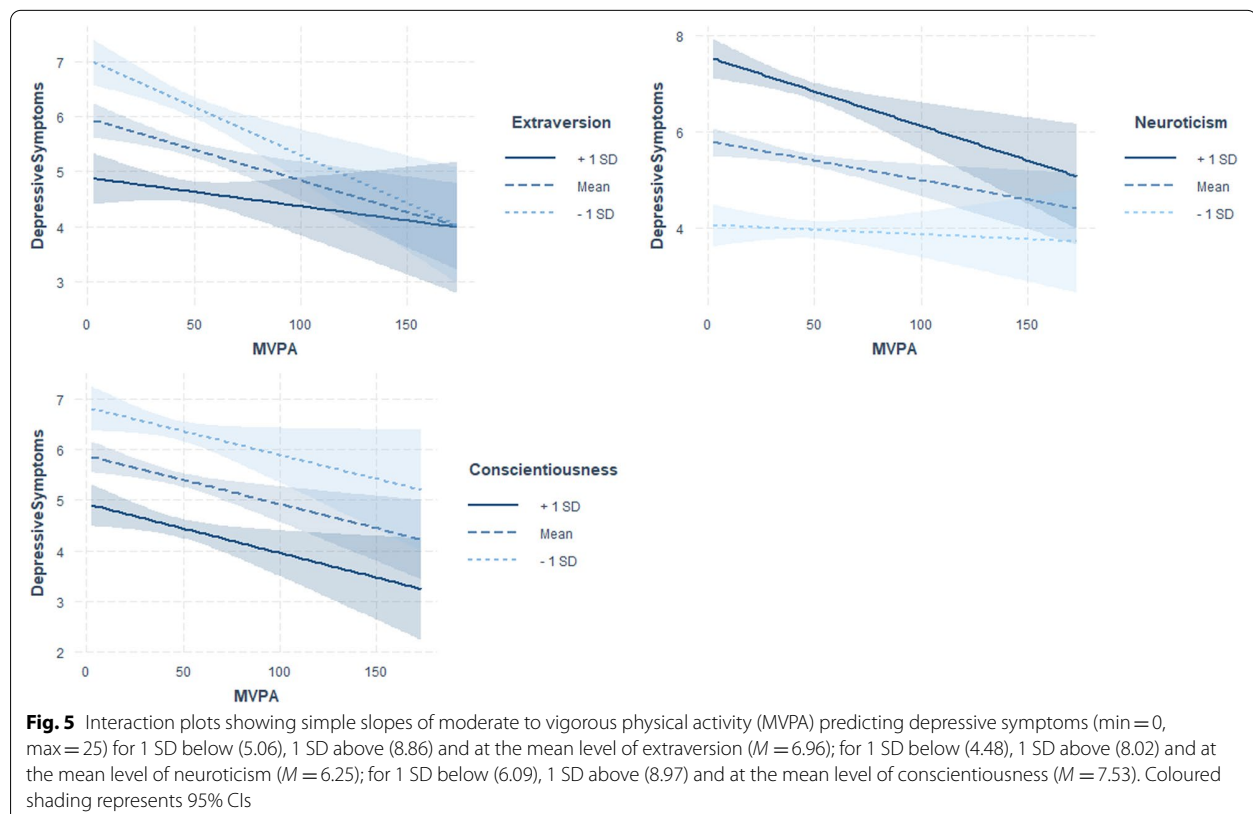 7
6
5
4
3
0
50
100
150
DepressiveSymptoms
MVPA
Extraversion
+ 1 SD
Mean
- 1 SD
8
6
4
0
50
100
150
DepressiveSymptoms
MVPA
Neuroticism
+ 1 SD
Mean
- 1 SD
7
6
5
4
3
2
0
50
100
150
DepressiveSymptoms
MVPA
Conscientiousness
+ 1 SD
Mean
- 1 SD
Fig. 5 Interaction plots showing simple slopes of moderate to vigorous physical activity (MVPA) predicting depressive symptoms (min = 0,
max = 25) for 1 SD below (5.06), 1 SD above (8.86) and at the mean level of extraversion (M = 6.96); for 1 SD below (4.48), 1 SD above (8.02) and at
the mean level of neuroticism (M = 6.25); for 1 SD below (6.09), 1 SD above (8.97) and at the mean level of conscientiousness (M = 7.53). Coloured
shading represents 95% CIs